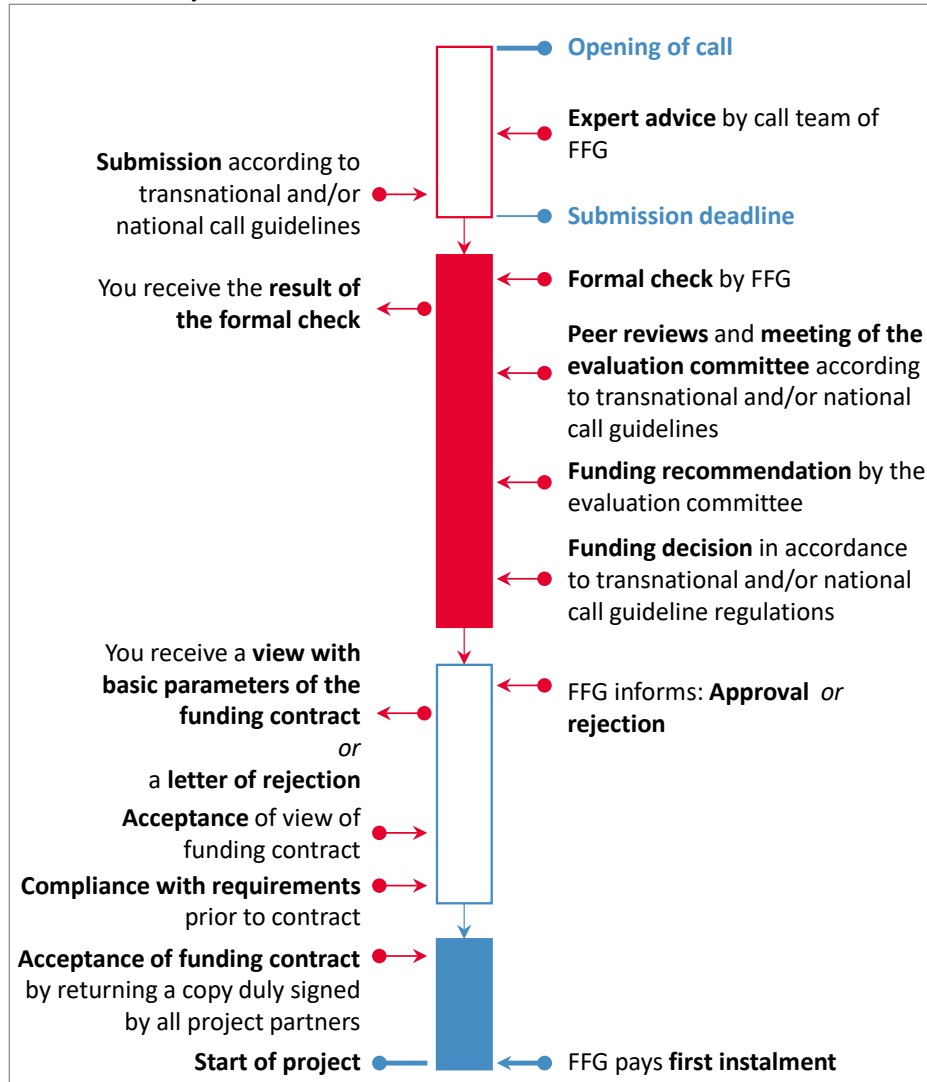 Opening of call
Expert advice by call team of
FFG
Submission according to
transnational and/or
national call guidelines
Submission deadline
Formal check by FFG
You receive the result of
the formal check
Peer reviews and meeting of the
evaluation committee according
to transnational and/or national
call guidelines
Funding recommendation by the
evaluation committee
Funding decision in accordance
to transnational and/or national
call guideline regulations
You receive a view with
basic parameters of the
funding contract
or
a letter of rejection
FFG informs: Approval or
rejection
Acceptance of view of
funding contract
Compliance with requirements
prior to contract
Acceptance of funding contract
by returning a copy duly signed
by all project partners
Start of project
FFG pays first instalment